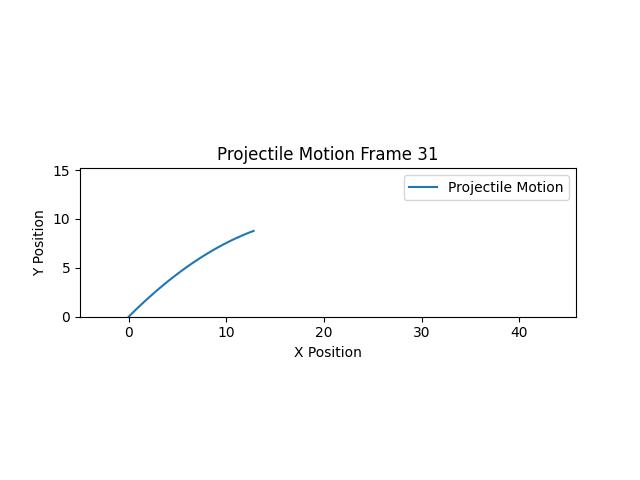 Projectile Motion Frame 31
Projectile Motion
15
10
5
0
Y Position
0 10 20 30 40
X Position